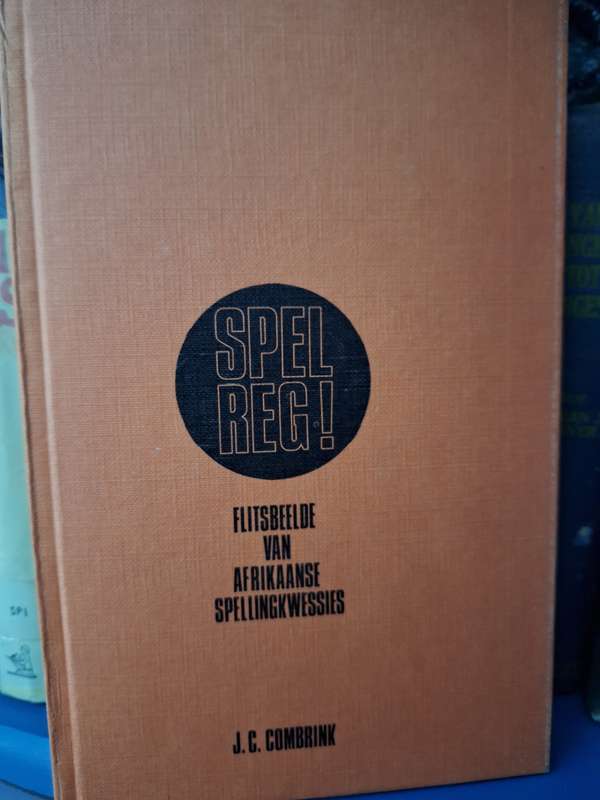 SPEL
REG!
FLITSBEELDE
VAN
AFRIKAANSE
SPELLINGKWESSIES
J. C. COMBRINK